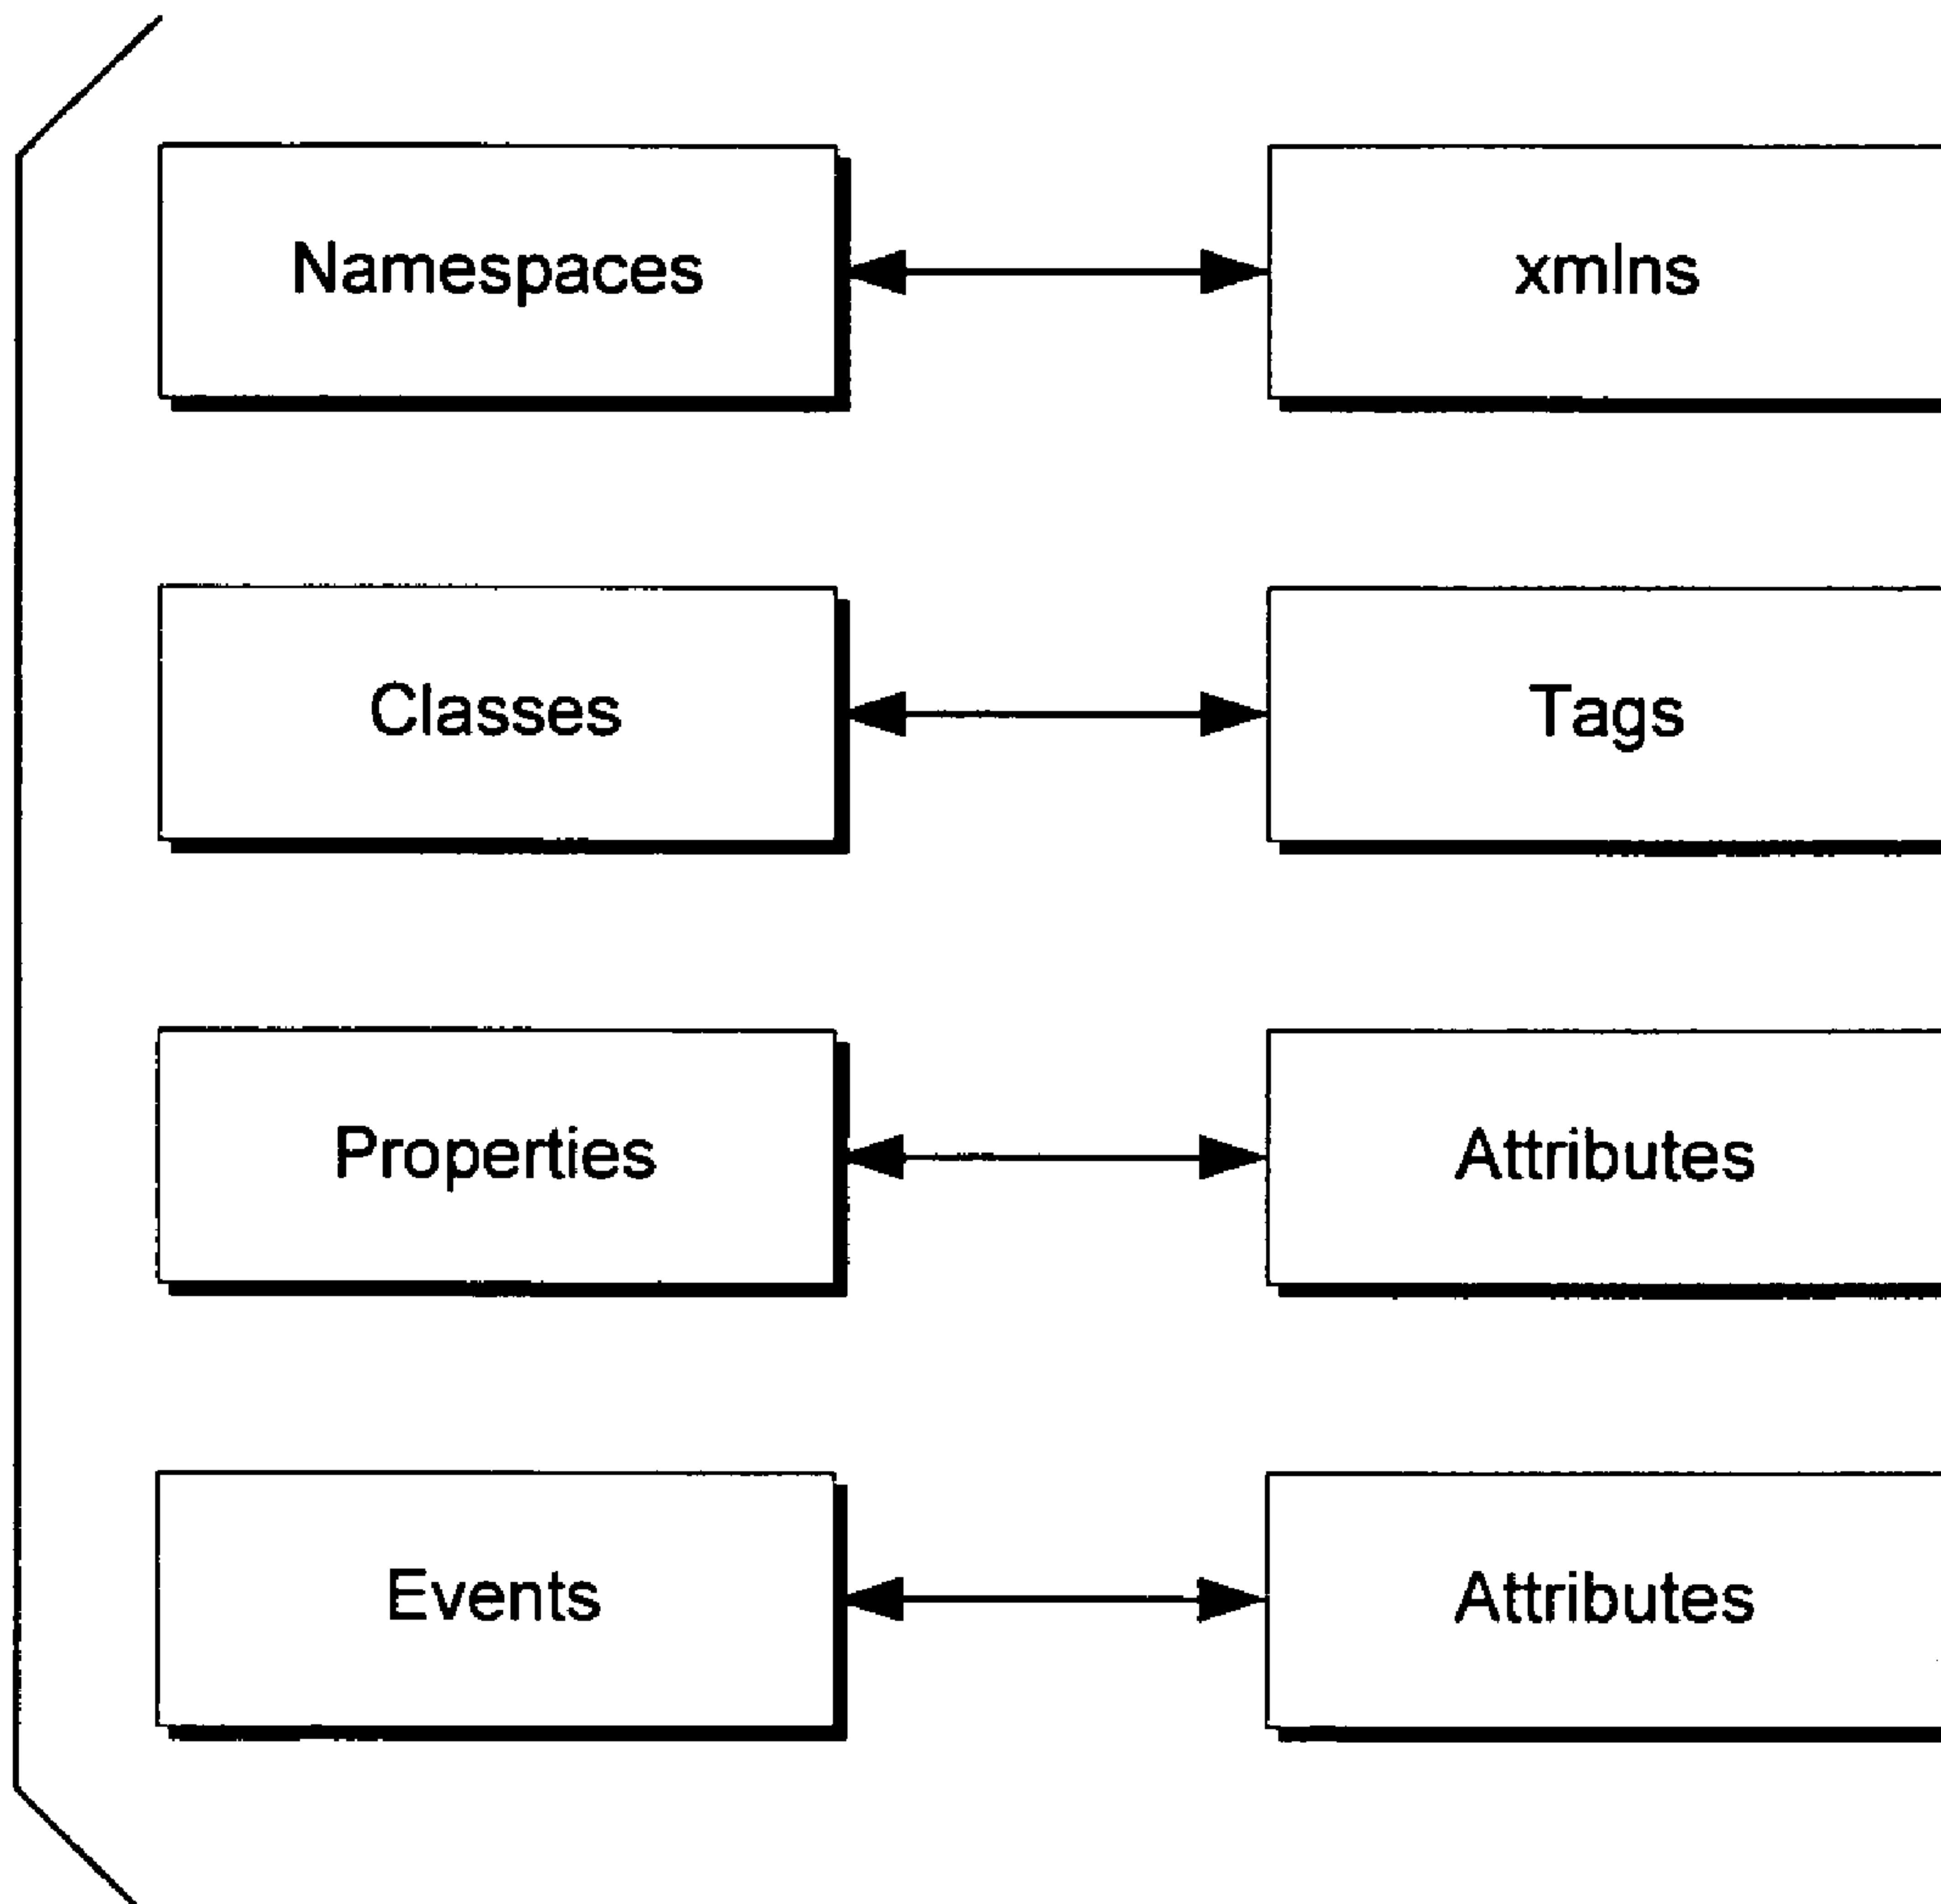 Namespaces
xmlns
Classes
Tags
Properties
Attributes
Events
Attributes